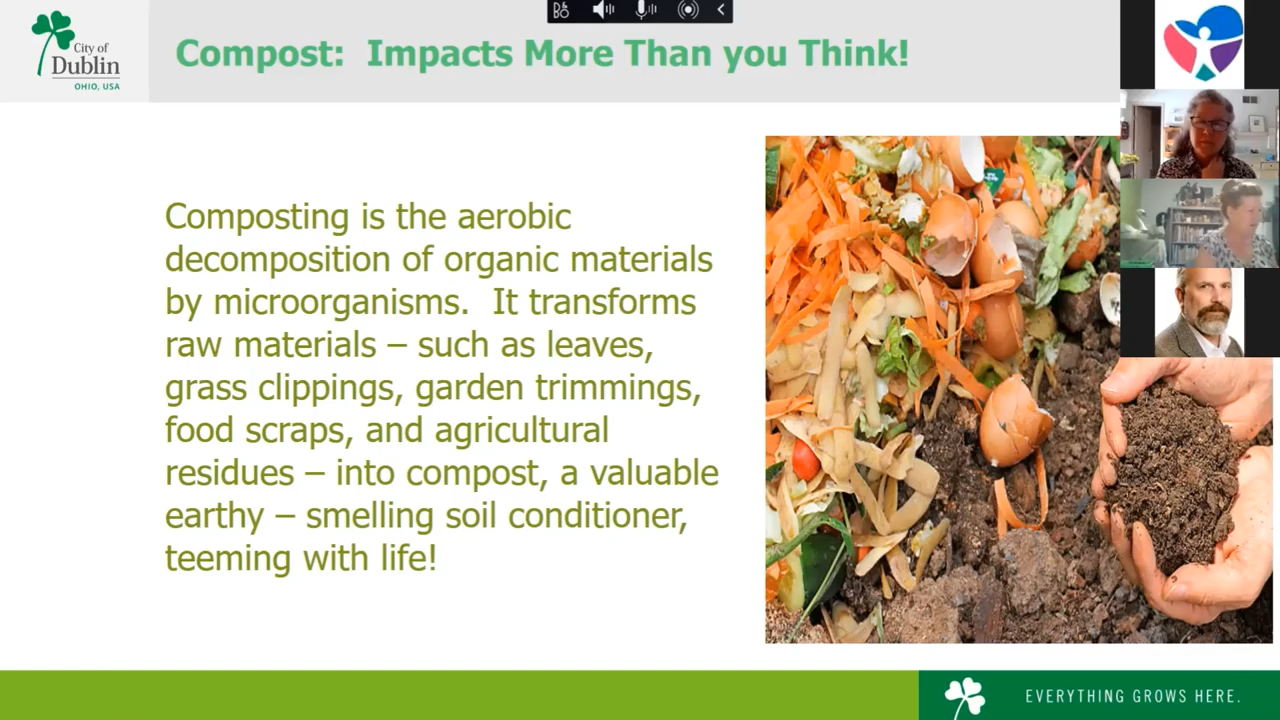 City of
Dublin
OHIO, USA
Compost:  Impacts More Than you Think!
Composting is the aerobic
decomposition of organic materials
by microorganisms.  It transforms
raw materials – such as leaves,
grass clippings, garden trimmings,
food scraps, and agricultural
residues – into compost, a valuable
earthy – smelling soil conditioner,
teeming with life!
EVERYTHING GROWS HERE.